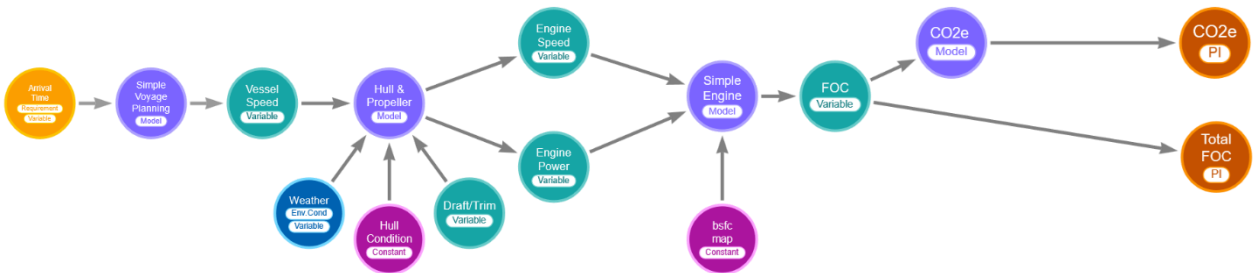 Arrival
Time
Requirement
Variable
Simple
Voyage
Planning
Model
Vessel
Speed
Variable
Hull &
Propeller
Model
Weather
Env.Cond
Variable
Hull
Condition
Constant
Draft/Trim
Variable
Engine
Speed
Variable
Engine
Power
Variable
Simple
Engine
Model
bsfc
map
Constant
FOC
Variable
CO2e
Model
CO2e
PI
Total
FOC
PI